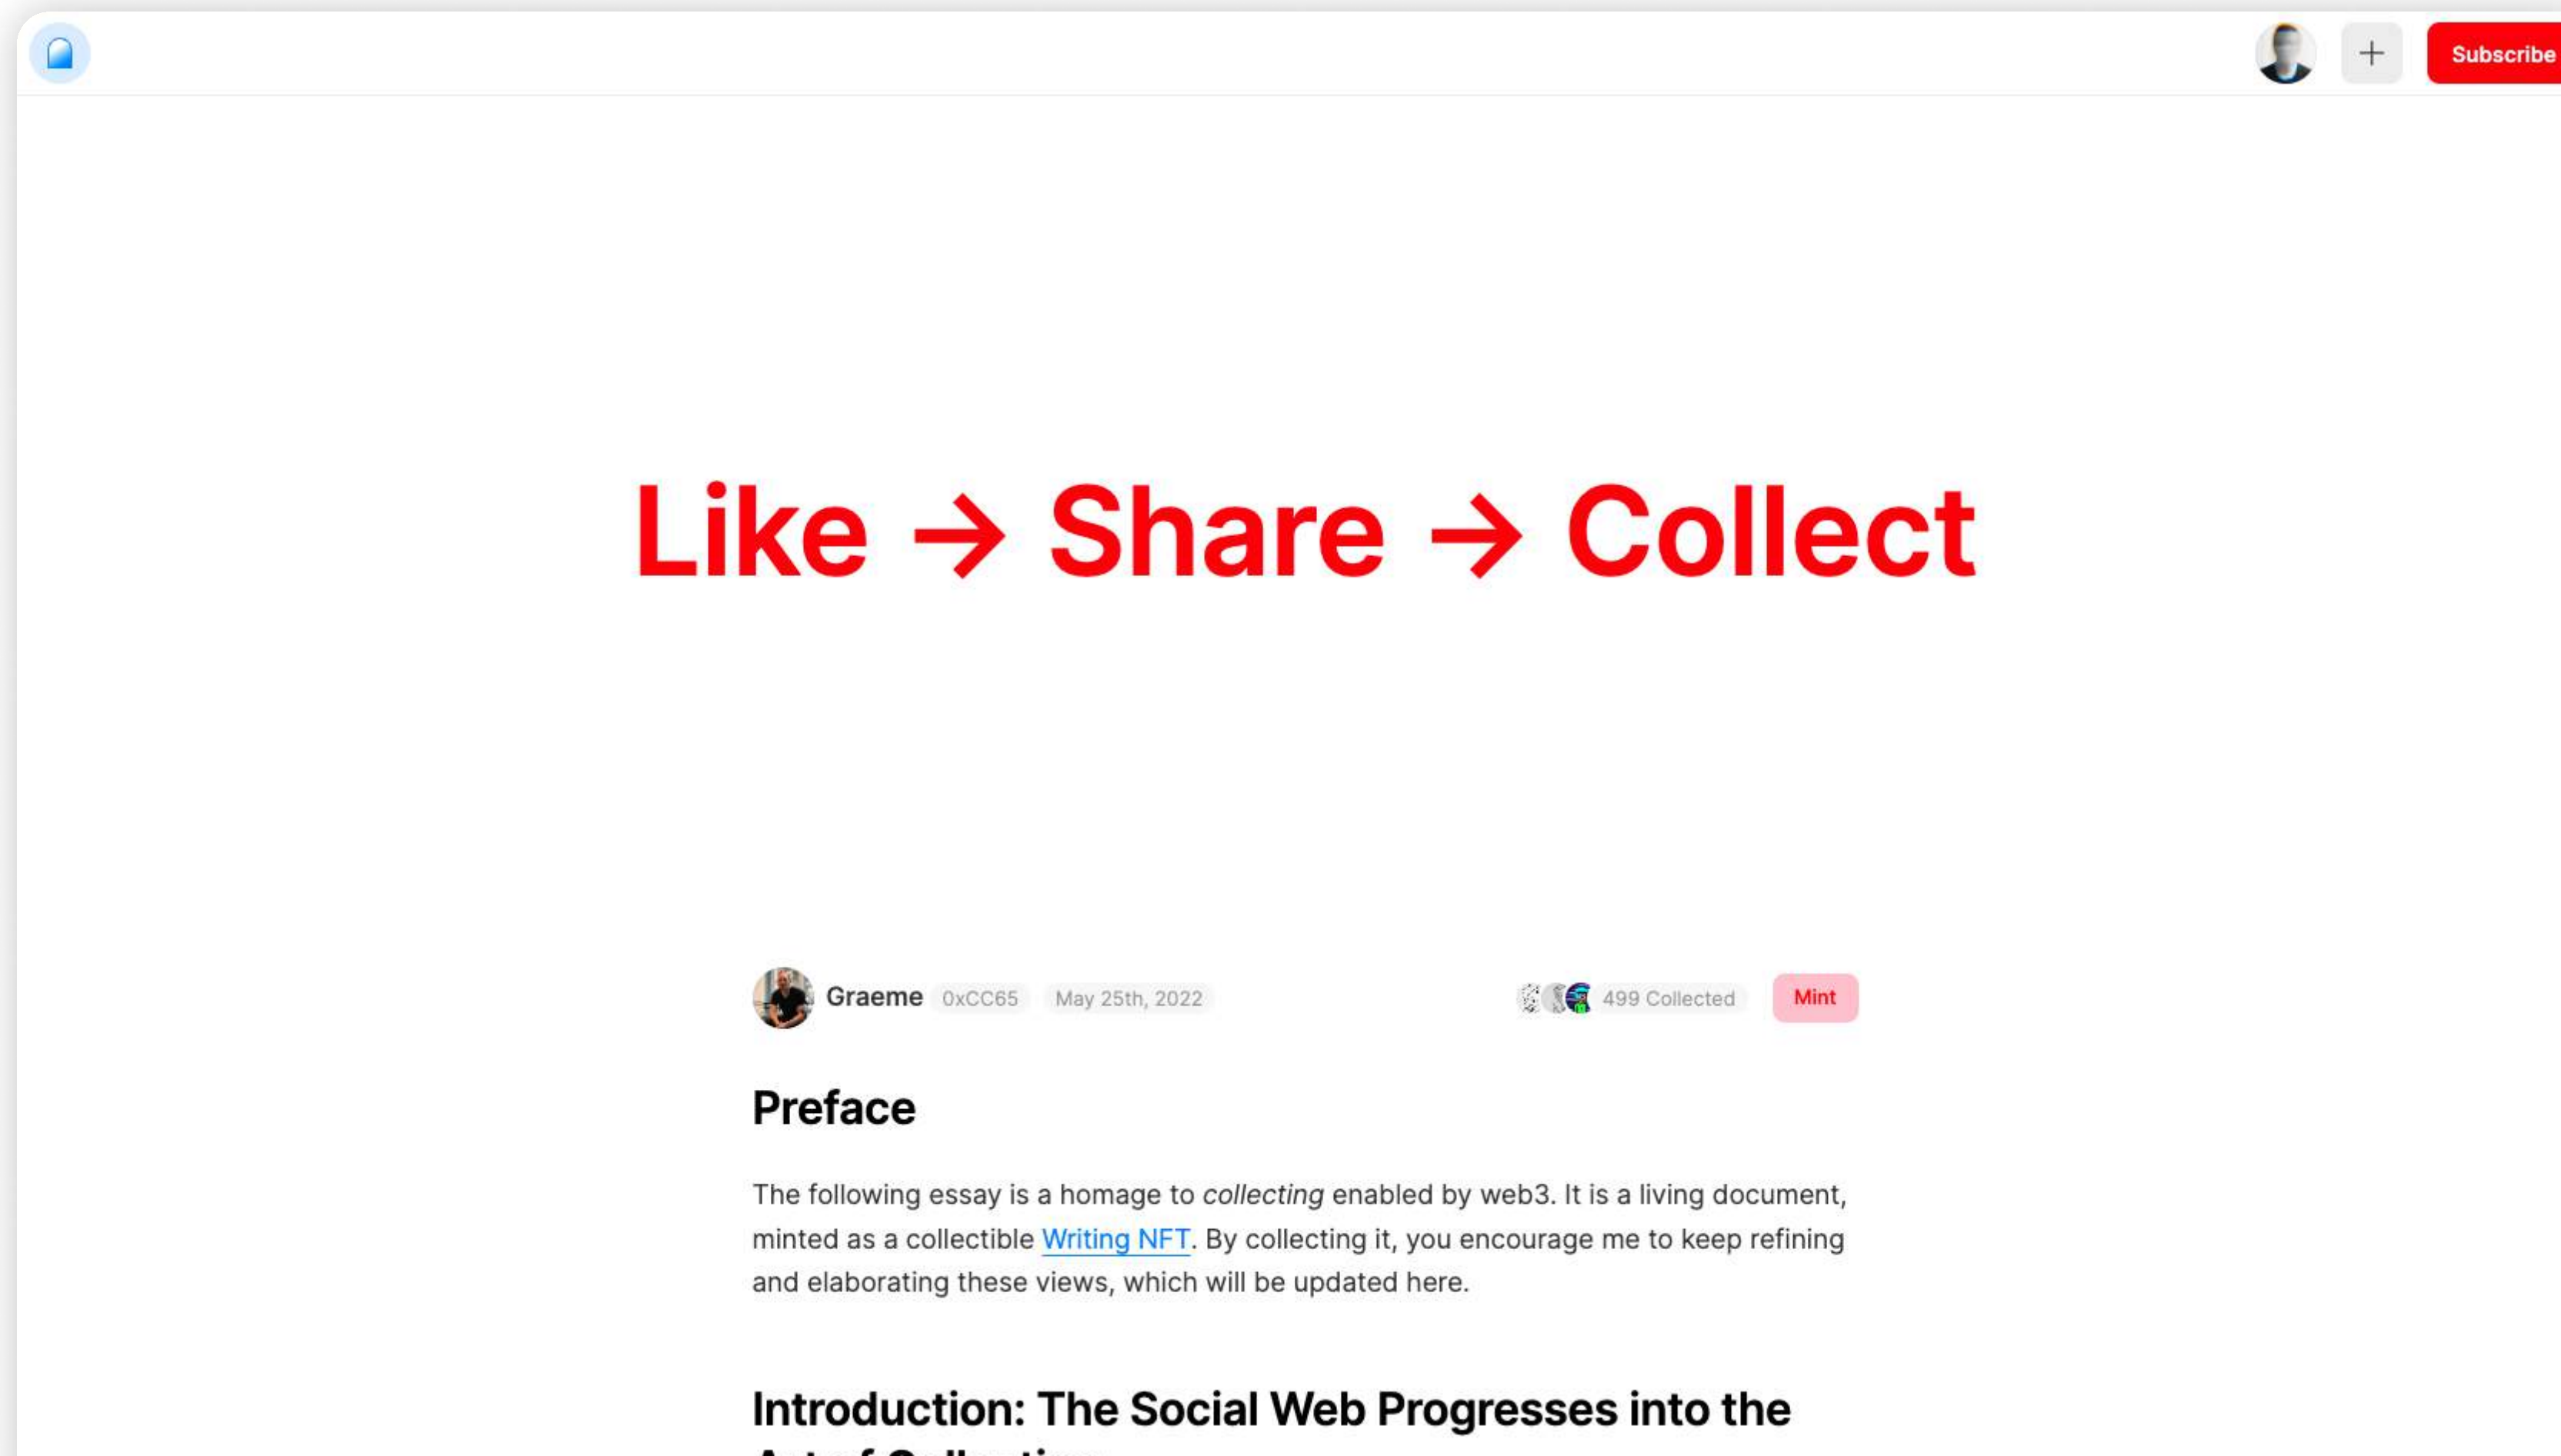 Subscribe
Like → Share → Collect
Graeme 0xCC65 May 25th, 2022 499 Collected Mint
Preface
The following essay is a homage to collecting enabled by web3. It is a living document,
minted as a collectible Writing NFT. By collecting it, you encourage me to keep refining
and elaborating these views, which will be updated here.
Introduction: The Social Web Progresses into the